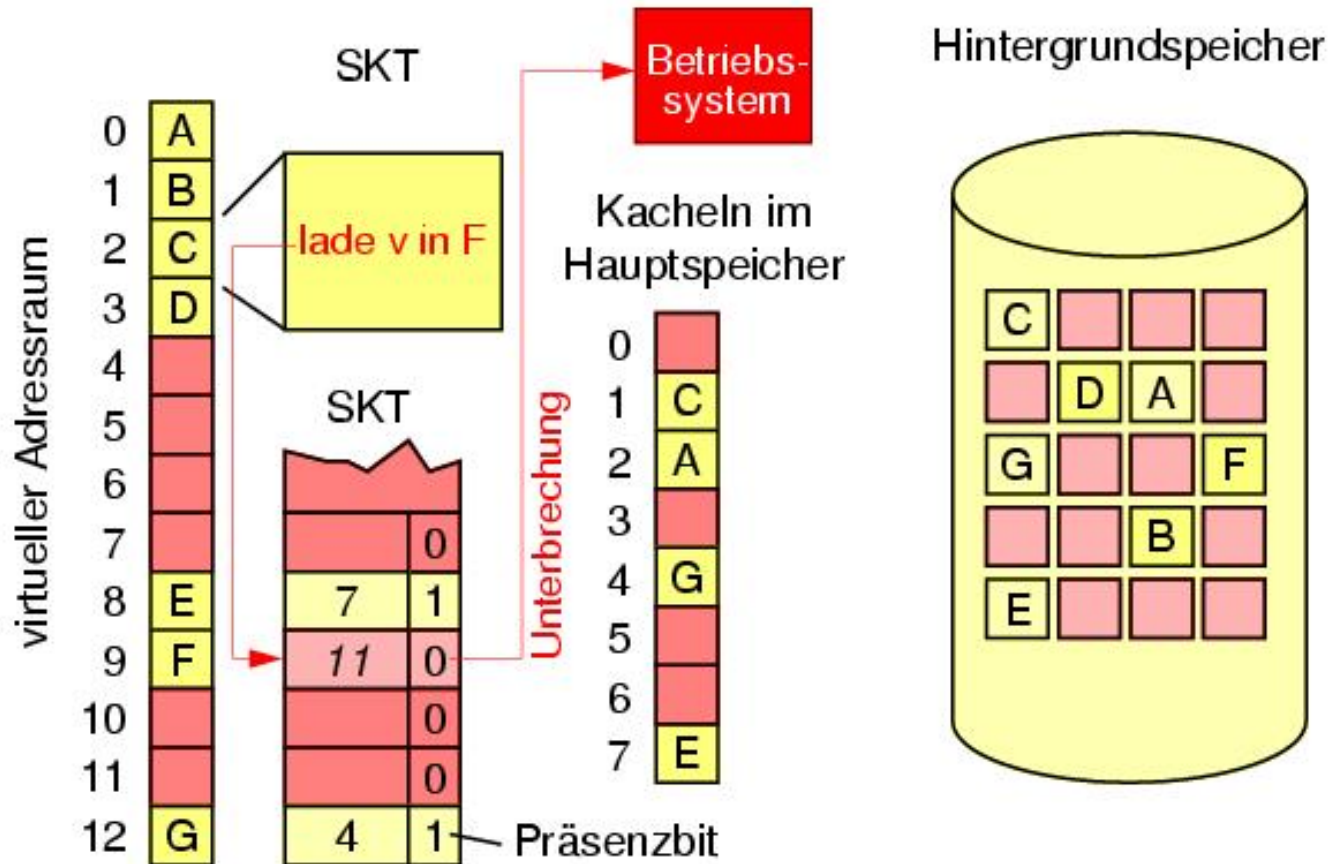 SKT
Betriebs-
system
Hintergrundspeicher
virtueller Adressraum
0 A
1 B
2 C
3 D
4
5
6
7
8 E
9 F
10
11
12 G
lade v in F
SKT
0
7 1
11 0
0
0
4 1
Präsenzbit
Unterbrechung
Kacheln im
Hauptspeicher
0
1 C
2 A
3
4 G
5
6
7 E
C
D A
G F
B
E